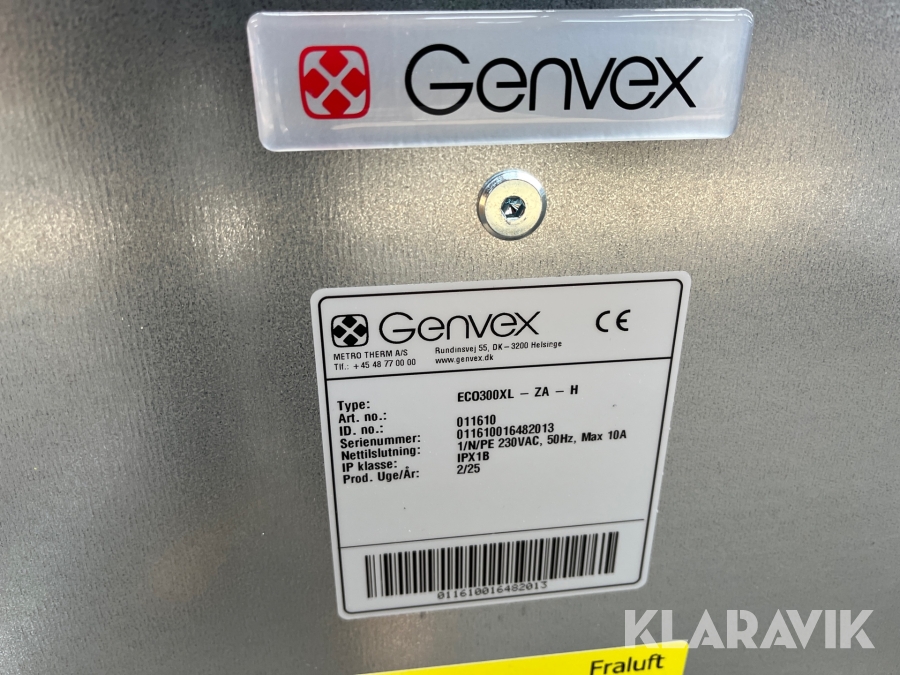 Genvex
Genvex CE
METRO THERM A/S Rundinsvej 55, DK – 3200 Helsinge
Tlf.: +45 48 77 00 00 www.genvex.dk
Type: ECO300XL – ZA – H
Art. no.: 011610
ID. no.: 011610016482013
Serienummer:
Nettilslutning: 1/N/PE 230VAC, 50Hz, Max 10A
IP klasse: IPX1B
Prod. Uge/År: 2/25
011610016482013
KLARAVIK
Fraluft